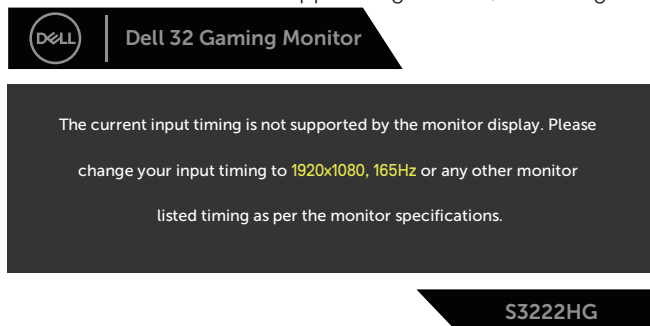 DELL
Dell 32 Gaming Monitor
The current input timing is not supported by the monitor display. Please
change your input timing to 1920x1080, 165Hz or any other monitor
listed timing as per the monitor specifications.
S3222HG